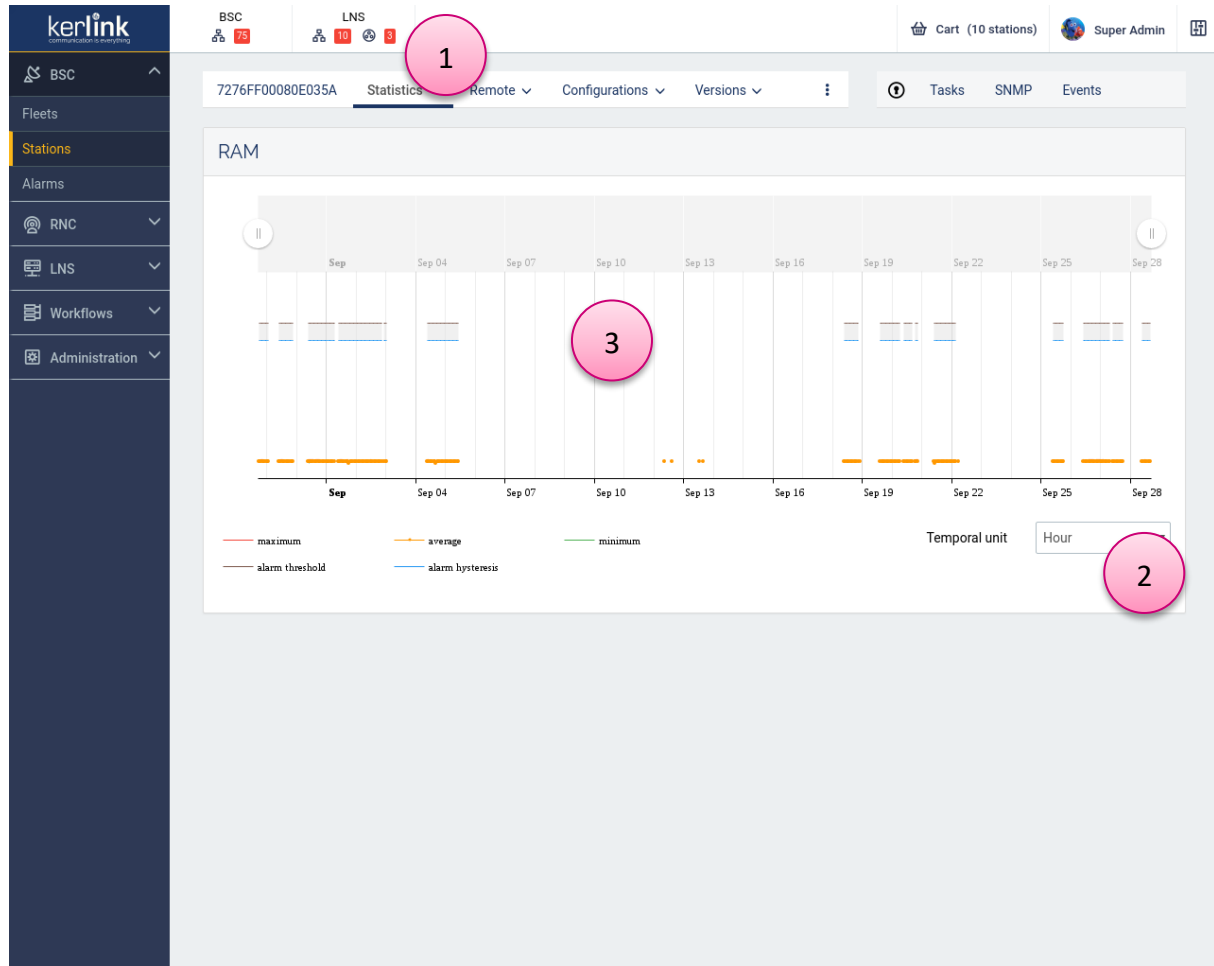 kerlink
communication is everything
BSC
75
LNS
10 3
Cart (10 stations)
Super Admin
BSC
Fleets
Stations
Alarms
RNC
LNS
Workflows
Administration
7276FF00080E035A Statistics Remote Configurations Versions
Tasks SNMP Events
1
RAM
Sep Sep 04 Sep 07 Sep 10 Sep 13 Sep 16 Sep 19 Sep 22 Sep 25 Sep 28
3
Sep Sep 04 Sep 07 Sep 10 Sep 13 Sep 16 Sep 19 Sep 22 Sep 25 Sep 28
maximum average minimum
alarm threshold alarm hysteresis
Temporal unit Hour
2